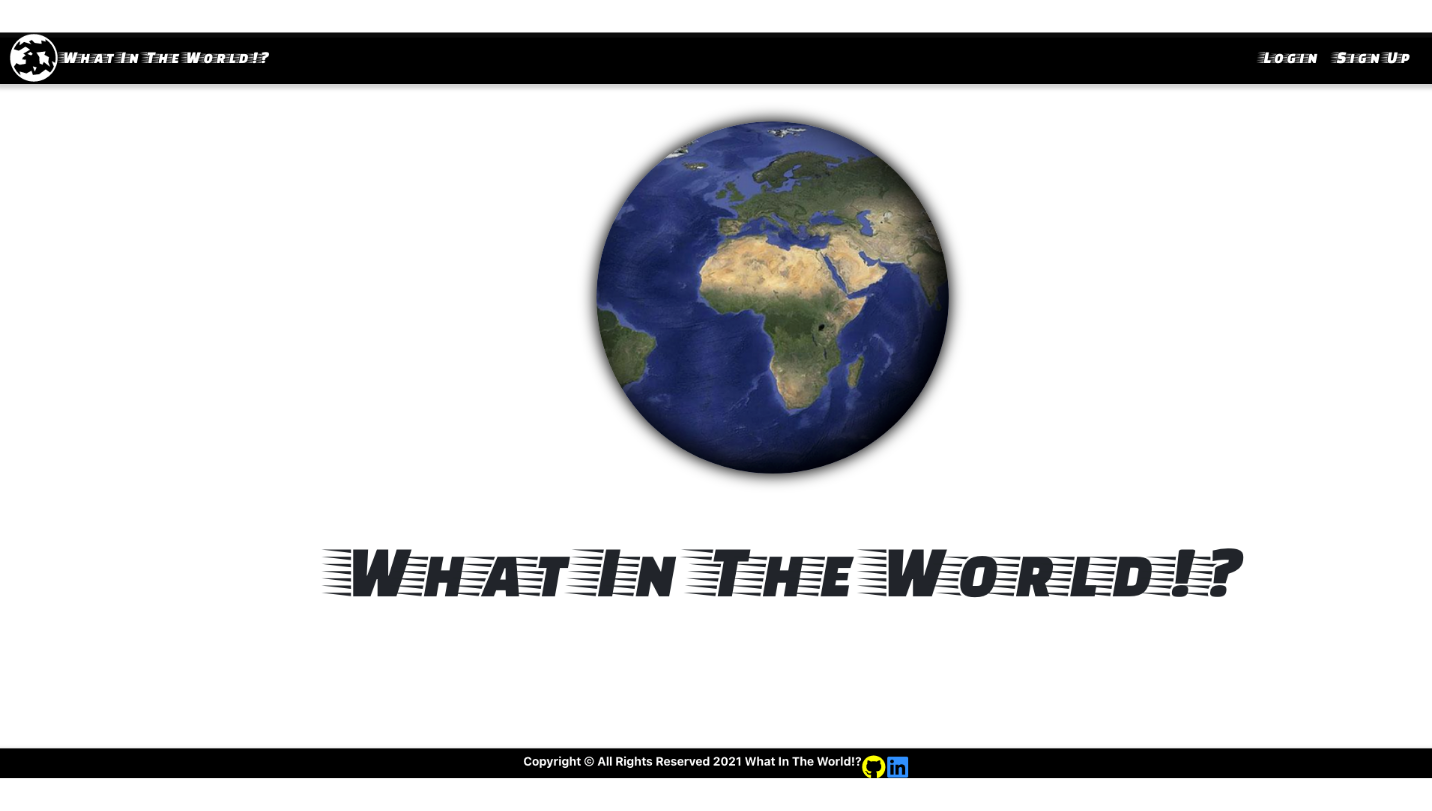 What In The World!?
Login Sign Up
What In The World!?
Copyright © All Rights Reserved 2021 What In The World!?
in